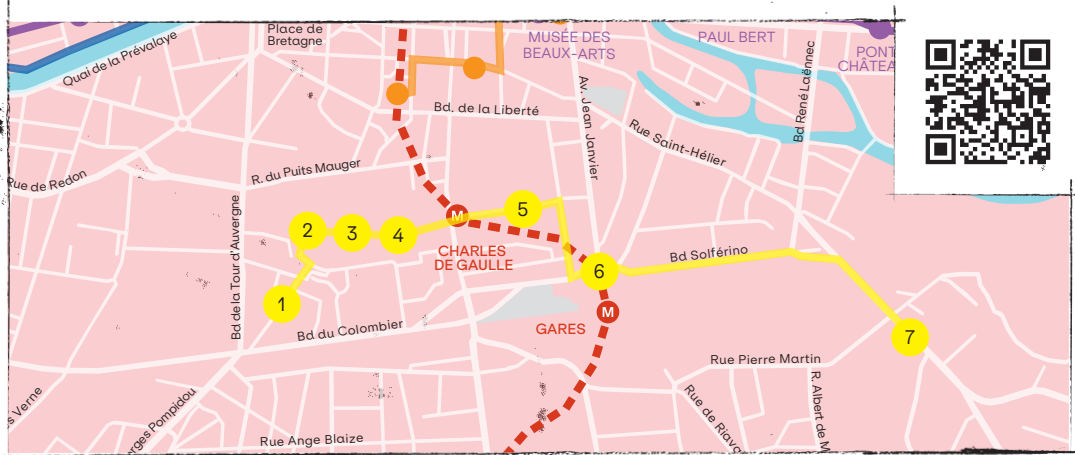 Place de
Bretagne
MUSÉE DES
BEAUX-ARTS
PAUL BERT
PONT
Quai de la Prévalaye
Bd René Laënnec
Bd. de la Liberté
Av. Jean Janvier
Rue Saint-Hélier
R. du Puits Mauger
Rue de Redon
Bd de la Tour d'Auvergne
2
3
4
M
5
CHARLES
DE GAULLE
6
Bd Solférino
1
M
GARES
Bd du Colombier
7
Rue Pierre Martin
R. Albert de M
Rue de Riava
Verne
Pompidou
Rue Ange Blaize